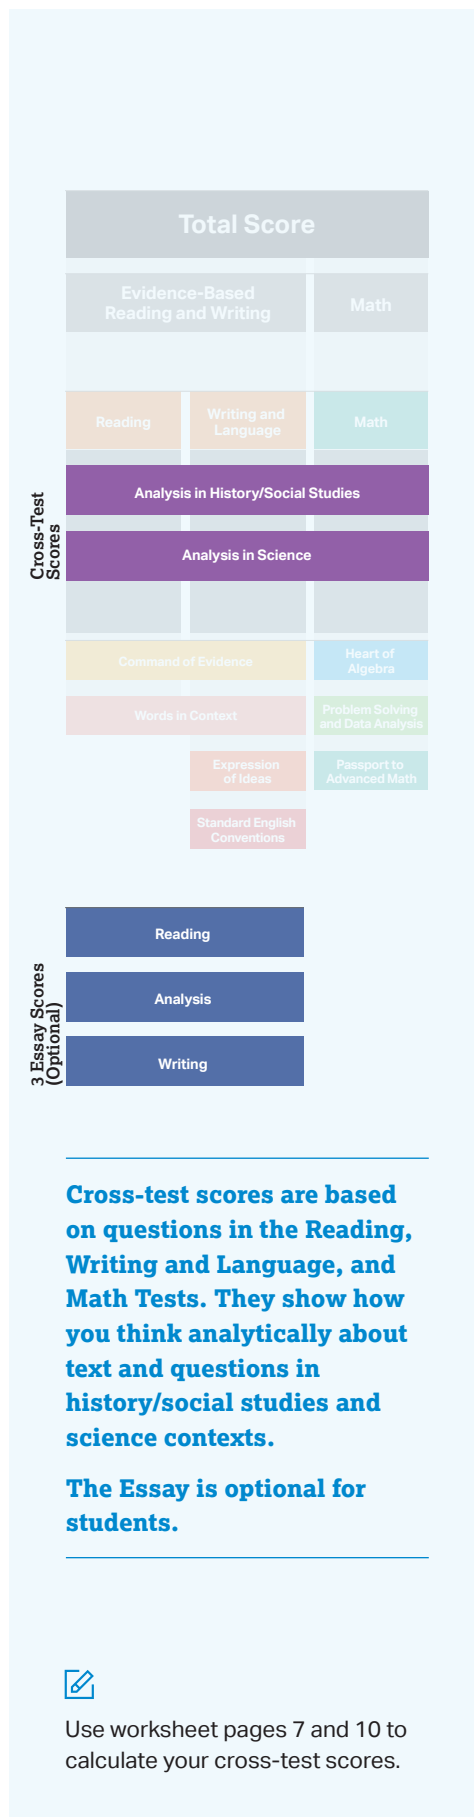 Total Score
Evidence-Based
Reading and Writing
Math
Reading
Writing and
Language
Math
Cross-Test
Scores
Analysis in History/Social Studies
Analysis in Science
Command of Evidence
Heart of
Algebra
Words in Context
Problem Solving
and Data Analysis
Expression
of Ideas
Passport to
Advanced Math
Standard English
Conventions
3 Essay Scores
(Optional)
Reading
Analysis
Writing
Cross-test scores are based
on questions in the Reading,
Writing and Language, and
Math Tests. They show how
you think analytically about
text and questions in
history/social studies and
science contexts.
The Essay is optional for
students.
Use worksheet pages 7 and 10 to
calculate your cross-test scores.